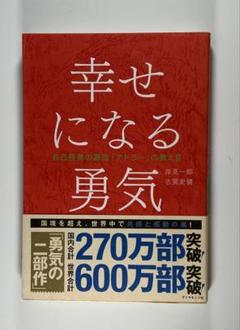 幸せ
になる
勇気
自己啓発の源流「アドラー」の教えⅡ
岸見一郎
古賀史健
国境を超え、世界中で共感と感動の嵐!
「勇気の
二部作」
国内合計
270万部突破!
世界合計
600万部突破!
ダイヤモンド社